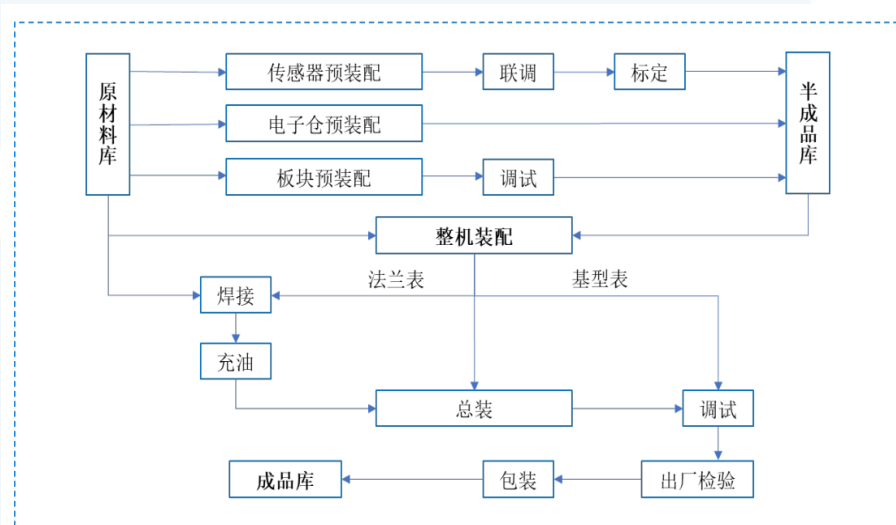 原材料库
传感器预装配
联调
标定
半成品库
电子仓预装配
板块预装配
调试
整机装配
法兰表
基型表
焊接
充油
总装
调试
成品库
包装
出厂检验